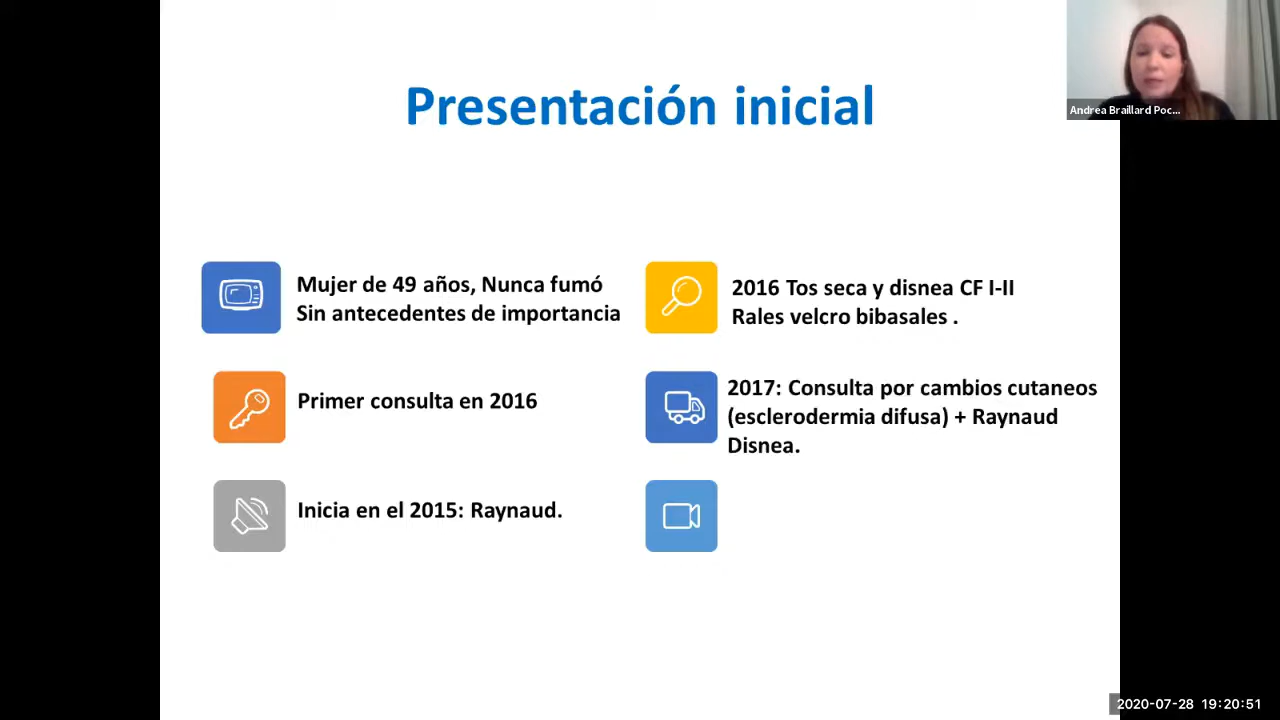 Presentación inicial
Andrea Braillard Poc...
Mujer de 49 años, Nunca fumó
Sin antecedentes de importancia
Primer consulta en 2016
Inicia en el 2015: Raynaud.
2016 Tos seca y disnea CF I-II
Rales velcro bibasales .
2017: Consulta por cambios cutaneos
(esclerodermia difusa) + Raynaud
Disnea.
2020-07-28 19:20:51